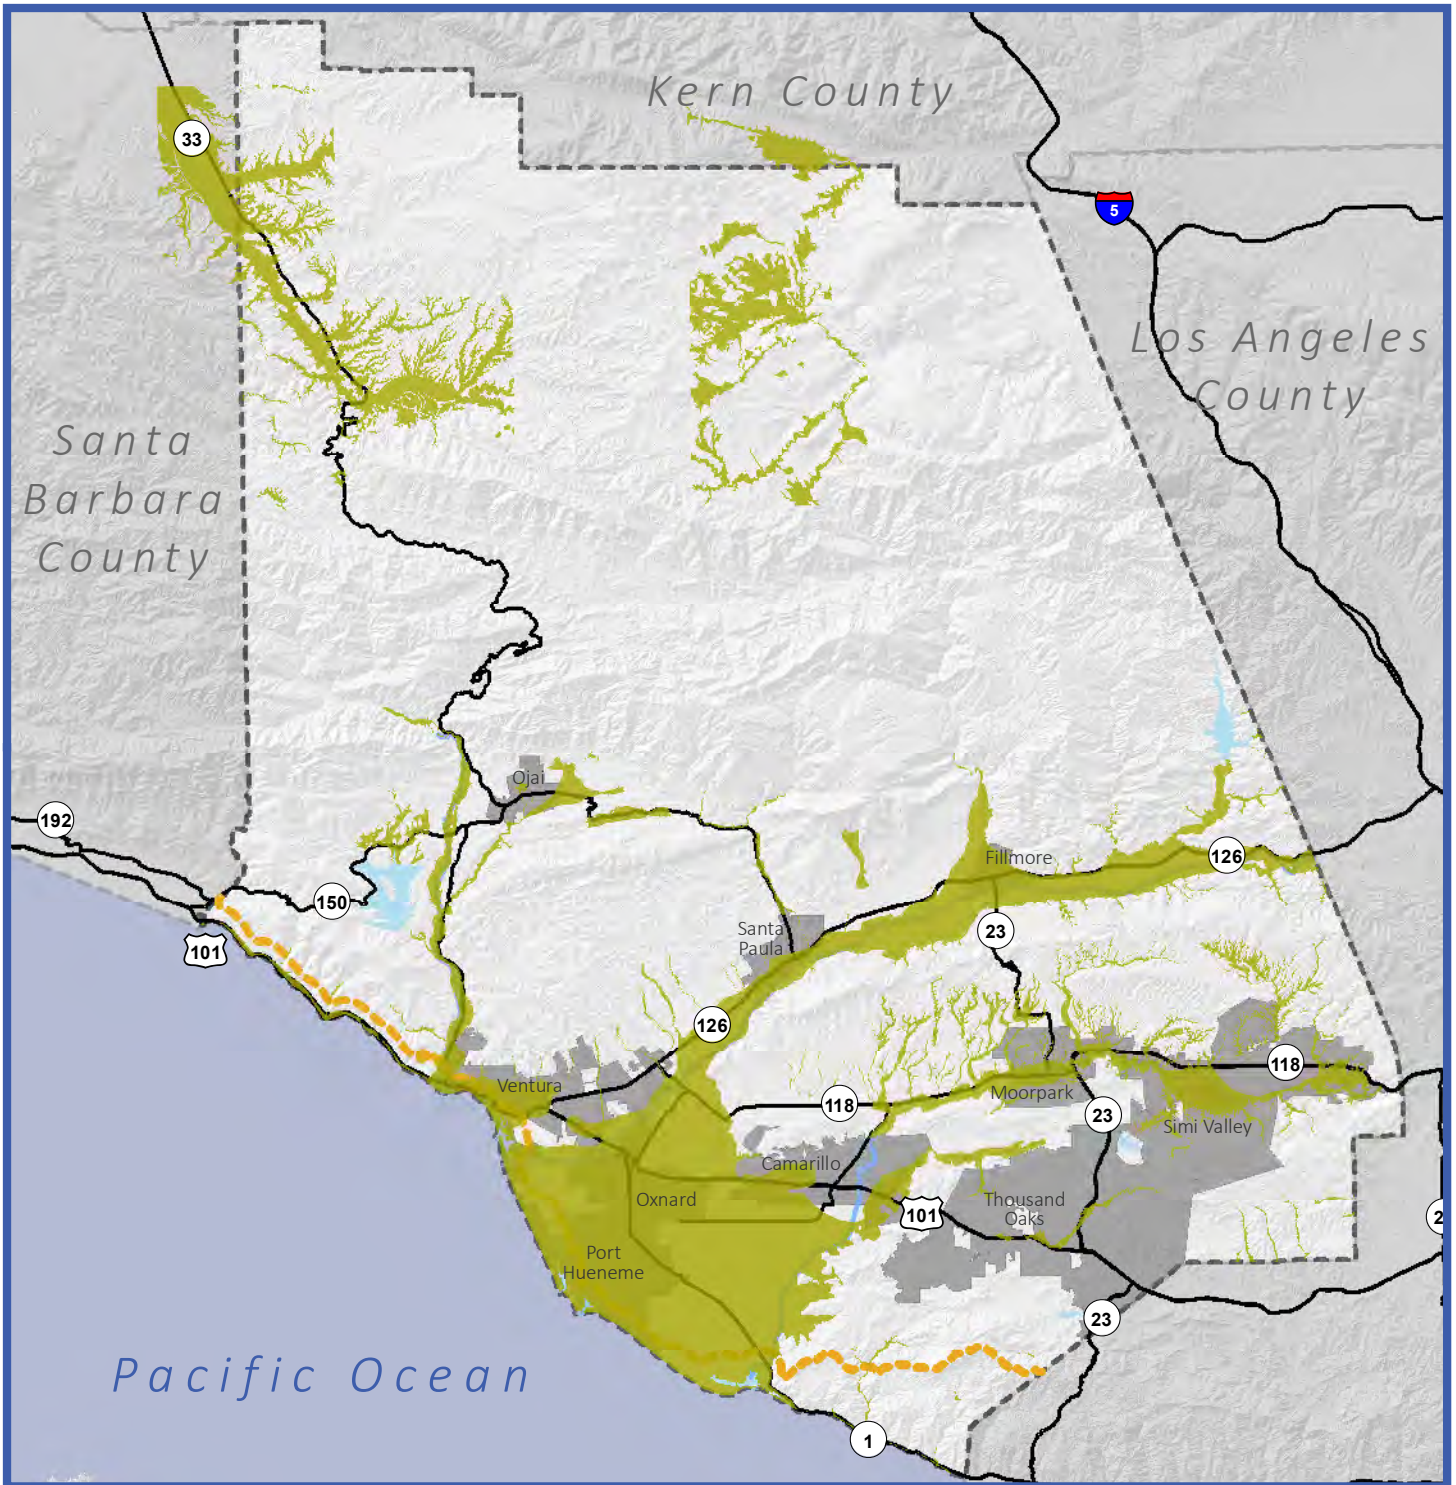 Kern County
33
5
Los Angeles
County
Santa
Barbara
County
Ojai
192
Fillmore
126
150
Santa
Paula
23
101
126
Ventura
118
118
Moorpark
23
Simi Valley
Camarillo
Oxnard
Thousand
Oaks
101
2
Port
Hueneme
23
Pacific Ocean
1